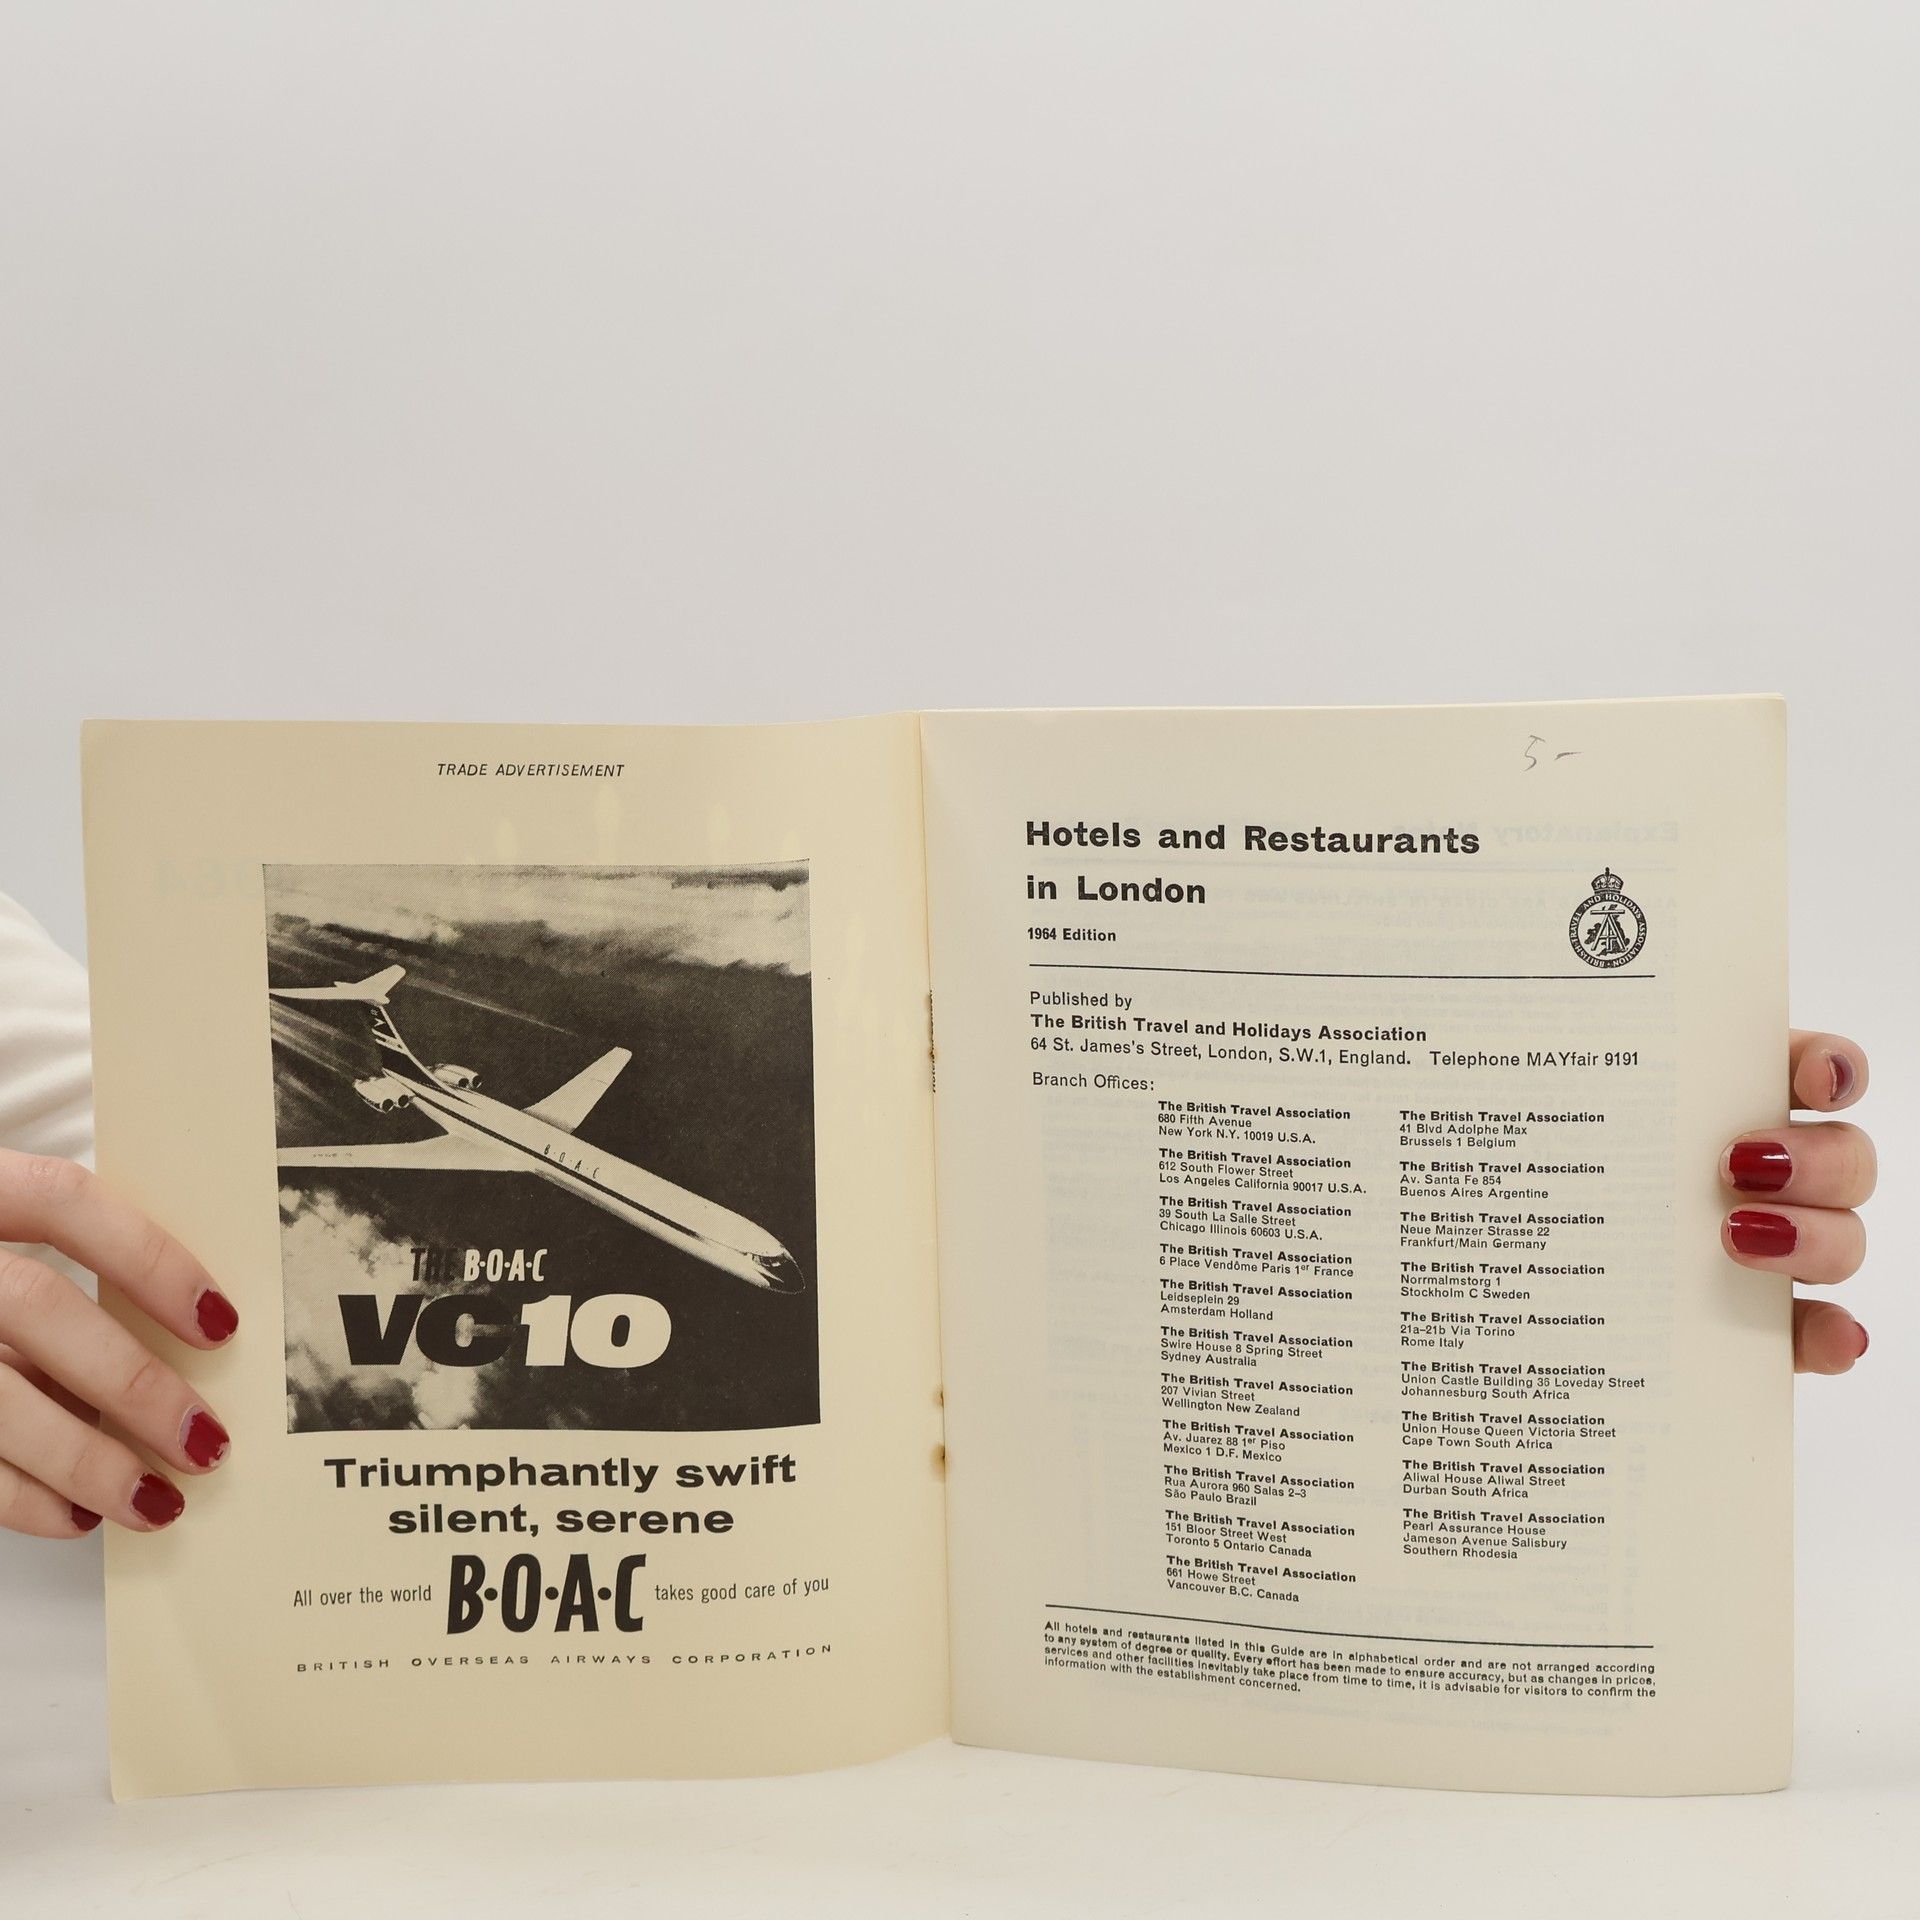 TRADE ADVERTISEMENT
B·O·A·C
THE B·O·A·C
VC10
Triumphantly swift
silent, serene
All over the world B·O·A·C takes good care of you
BRITISH OVERSEAS AIRWAYS CORPORATION
5-
Hotels and Restaurants
in London
1964 Edition
BRITISH TRAVEL AND HOLIDAYS ASSOCIATION
Published by
The British Travel and Holidays Association
64 St. James's Street, London, S.W.1, England. Telephone MAYfair 9191
Branch Offices:
The British Travel Association
680 Fifth Avenue
New York N.Y. 10019 U.S.A.
The British Travel Association
612 South Flower Street
Los Angeles California 90017 U.S.A.
The British Travel Association
39 South La Salle Street
Chicago Illinois 60603 U.S.A.
The British Travel Association
6 Place Vendôme Paris 1er France
The British Travel Association
Leidseplein 29
Amsterdam Holland
The British Travel Association
Swire House 8 Spring Street
Sydney Australia
The British Travel Association
207 Vivian Street
Wellington New Zealand
The British Travel Association
Av. Juarez 88 1er Piso
Mexico 1 D.F. Mexico
The British Travel Association
Rua Aurora 960 Salas 2–3
São Paulo Brazil
The British Travel Association
151 Bloor Street West
Toronto 5 Ontario Canada
The British Travel Association
661 Howe Street
Vancouver B.C. Canada
The British Travel Association
41 Blvd Adolphe Max
Brussels 1 Belgium
The British Travel Association
Av. Santa Fe 854
Buenos Aires Argentine
The British Travel Association
Neue Mainzer Strasse 22
Frankfurt/Main Germany
The British Travel Association
Norrmalmstorg 1
Stockholm C Sweden
The British Travel Association
21a–21b Via Torino
Rome Italy
The British Travel Association
Union Castle Building 36 Loveday Street
Johannesburg South Africa
The British Travel Association
Union House Queen Victoria Street
Cape Town South Africa
The British Travel Association
Aliwal House Aliwal Street
Durban South Africa
The British Travel Association
Pearl Assurance House
Jameson Avenue Salisbury
Southern Rhodesia
All hotels and restaurants listed in this Guide are in alphabetical order and are not arranged according
to any system of degree or quality. Every effort has been made to ensure accuracy, but as changes in prices,
services and other facilities inevitably take place from time to time, it is advisable for visitors to confirm the
information with the establishment concerned.